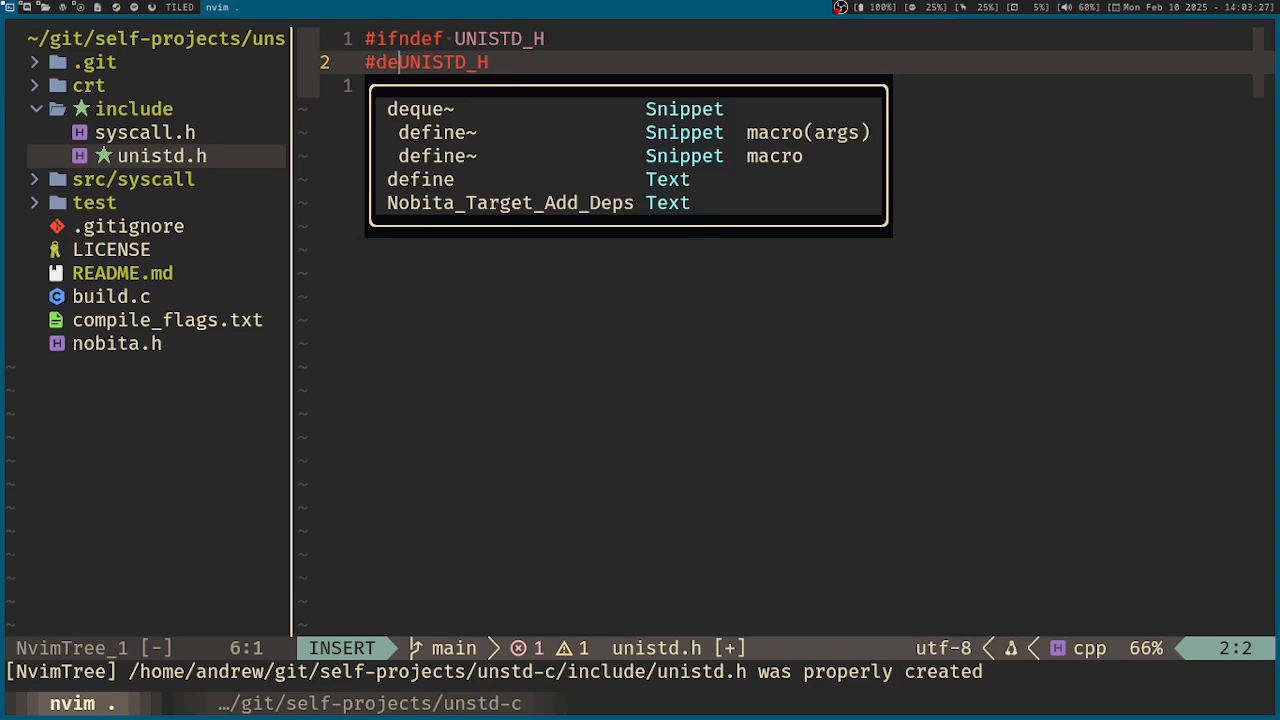 TILED nvim . 100%] 25%] 25%] 5%] 60%] Mon Feb 10 2025 - 14:03:27]
~/git/self-projects/uns
.git
crt
include
syscall.h
unistd.h
src/syscall
test
.gitignore
LICENSE
README.md
build.c
compile_flags.txt
nobita.h
1 #ifndef UNISTD_H
2 #deUNISTD_H
1
deque~ Snippet
define~ Snippet macro(args)
define~ Snippet macro
define Text
Nobita_Target_Add_Deps Text
NvimTree_1 [-] 6:1 INSERT main 1 1 unistd.h [+] utf-8 cpp 66% 2:2
[NvimTree] /home/andrew/git/self-projects/unstd-c/include/unistd.h was properly created
nvim . …/git/self-projects/unstd-c